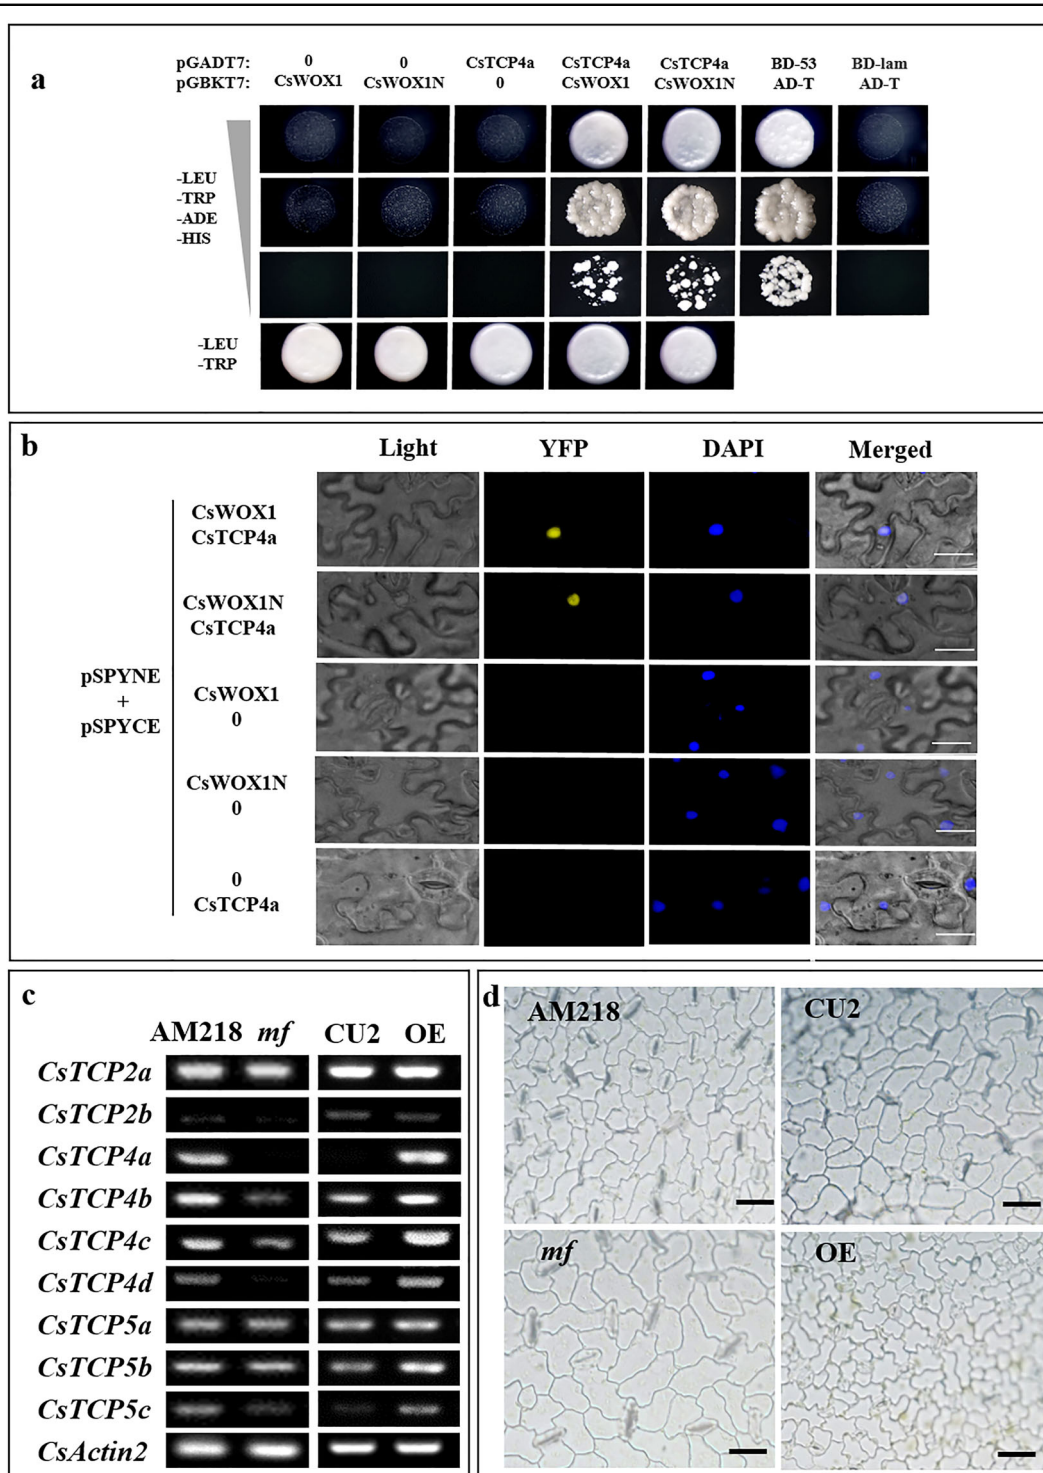 a
pGADT7: 0 0 CsTCP4a CsTCP4a CsTCP4a BD-53 BD-lam
pGBKT7: CsWOX1 CsWOX1N 0 CsWOX1 CsWOX1N AD-T AD-T
-LEU
-TRP
-ADE
-HIS
-LEU
-TRP
b
Light YFP DAPI Merged
pSPYNE
+
pSPYCE
CsWOX1
CsTCP4a
CsWOX1N
CsTCP4a
CsWOX1
0
CsWOX1N
0
0
CsTCP4a
c
AM218 mf CU2 OE
CsTCP2a
CsTCP2b
CsTCP4a
CsTCP4b
CsTCP4c
CsTCP4d
CsTCP5a
CsTCP5b
CsTCP5c
CsActin2
d
AM218 CU2
mf OE